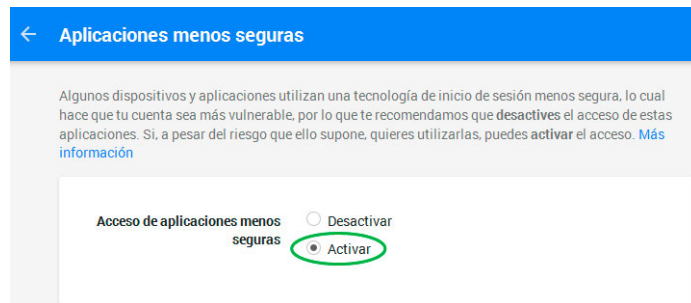 Aplicaciones menos seguras
Algunos dispositivos y aplicaciones utilizan una tecnología de inicio de sesión menos segura, lo cual
hace que tu cuenta sea más vulnerable, por lo que te recomendamos que desactives el acceso de estas
aplicaciones. Si, a pesar del riesgo que ello supone, quieres utilizarlas, puedes activar el acceso. Más
información
Acceso de aplicaciones menos
seguras
Desactivar
Activar